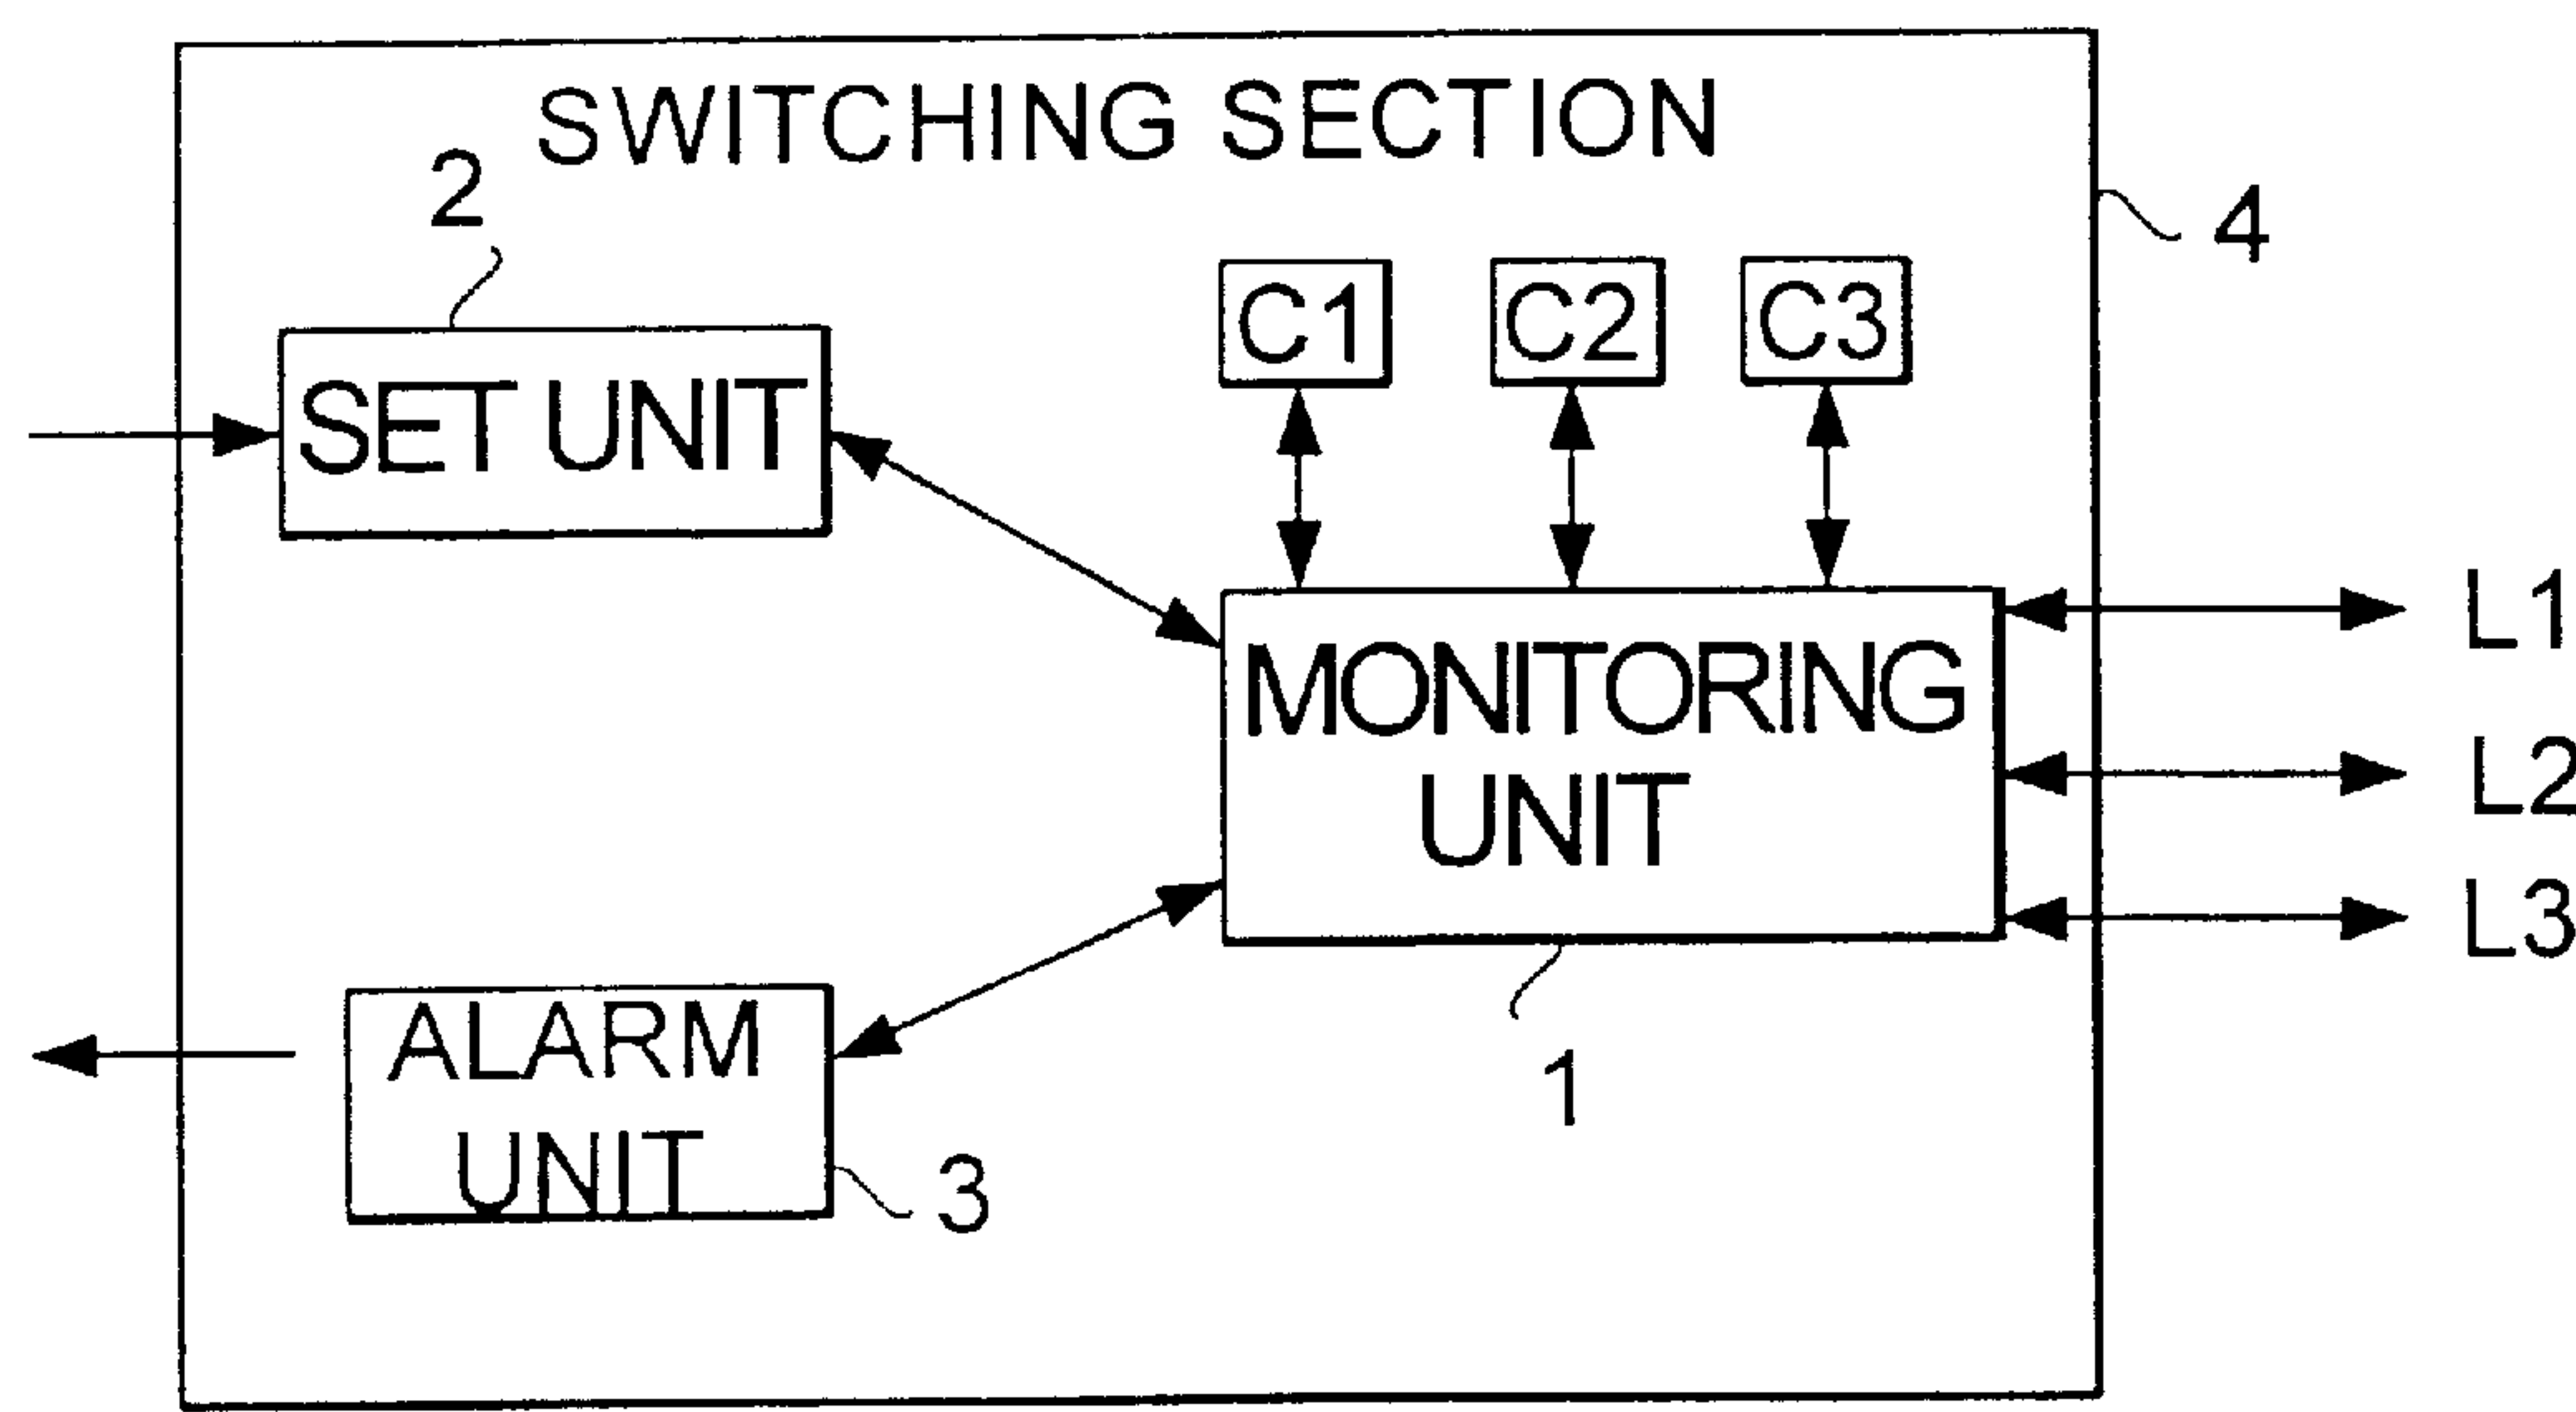 SWITCHING SECTION
2
4
C1
C2
C3
SET UNIT
L1
MONITORING
UNIT
L2
L3
ALARM
UNIT
1
3